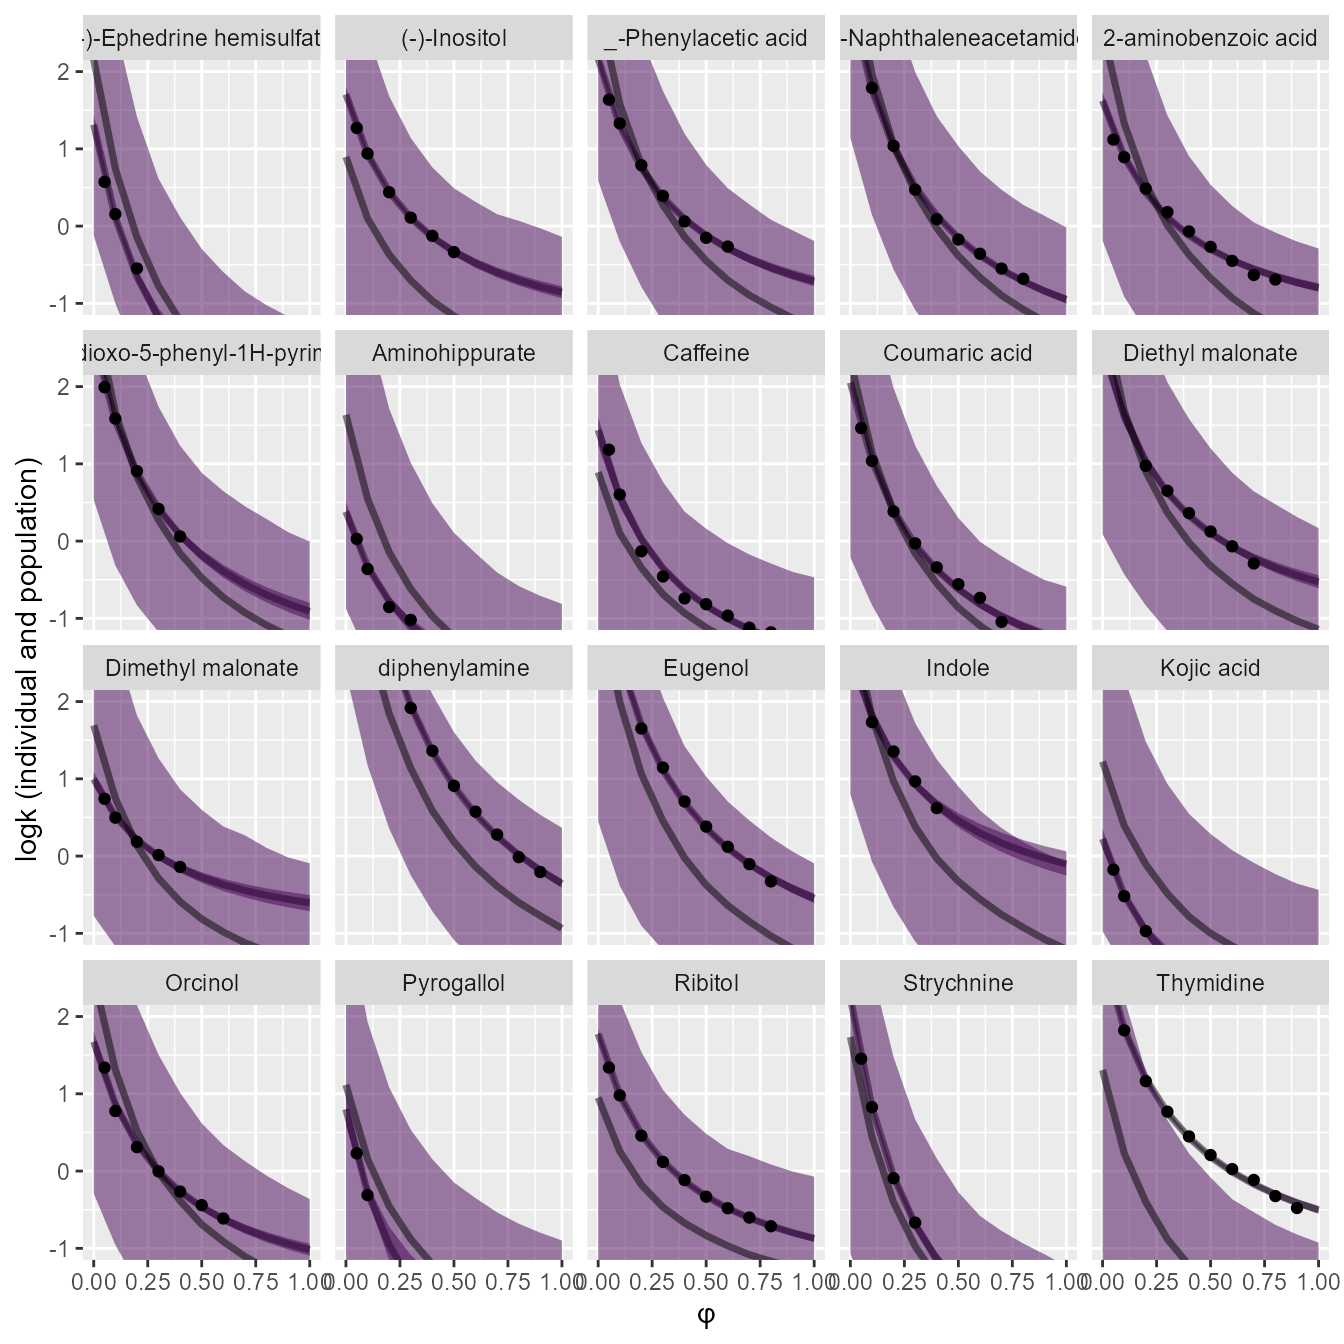 -)-Ephedrine hemisulfat (-)-Inositol _-Phenylacetic acid -Naphthaleneacetamide 2-aminobenzoic acid
2
1
0
-1
dioxo-5-phenyl-1H-pyrim Aminohippurate Caffeine Coumaric acid Diethyl malonate
2
1
0
-1
Dimethyl malonate diphenylamine Eugenol Indole Kojic acid
2
1
0
-1
Orcinol Pyrogallol Ribitol Strychnine Thymidine
2
1
0
-1
0.00 0.25 0.50 0.75 1.00 0.00 0.25 0.50 0.75 1.00 0.00 0.25 0.50 0.75 1.00 0.00 0.25 0.50 0.75 1.00 0.00 0.25 0.50 0.75 1.00
φ
logk (individual and population)